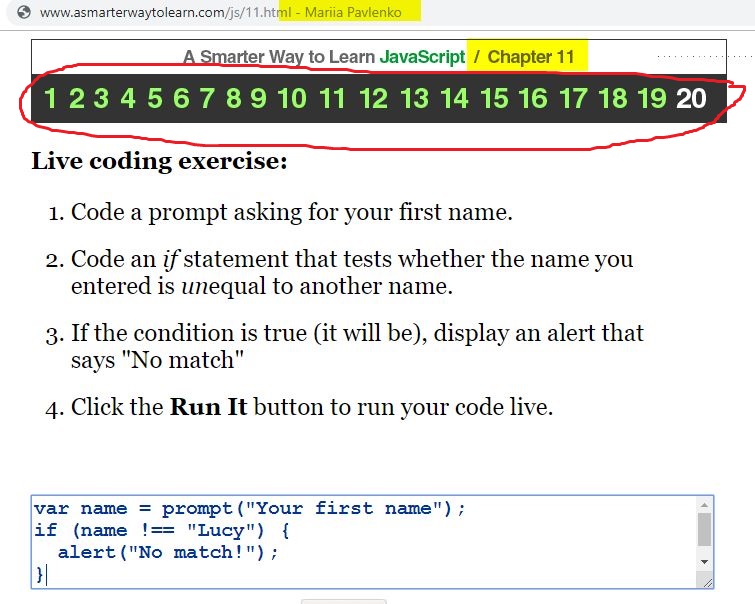 www.asmarterwaytolearn.com/js/11.html - Mariia Pavlenko
A Smarter Way to Learn JavaScript / Chapter 11
1 2 3 4 5 6 7 8 9 10 11 12 13 14 15 16 17 18 19 20
Live coding exercise:
1. Code a prompt asking for your first name.
2. Code an if statement that tests whether the name you
entered is unequal to another name.
3. If the condition is true (it will be), display an alert that
says "No match"
4. Click the Run It button to run your code live.
var name = prompt("Your first name");
if (name !== "Lucy") {
  alert("No match!");
}